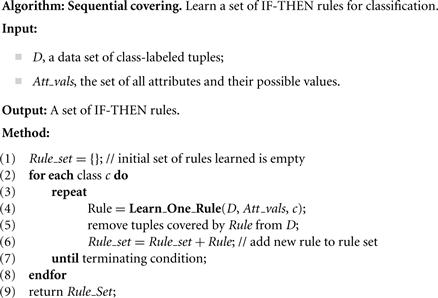 Algorithm: Sequential covering. Learn a set of IF-THEN rules for classification.
Input:
D, a data set of class-labeled tuples;
Att_vals, the set of all attributes and their possible values.
Output: A set of IF-THEN rules.
Method:
(1) Rule_set = {}; // initial set of rules learned is empty
(2) for each class c do
(3) repeat
(4) Rule = Learn_One_Rule(D, Att_vals, c);
(5) remove tuples covered by Rule from D;
(6) Rule_set = Rule_set + Rule; // add new rule to rule set
(7) until terminating condition;
(8) endfor
(9) return Rule_Set;